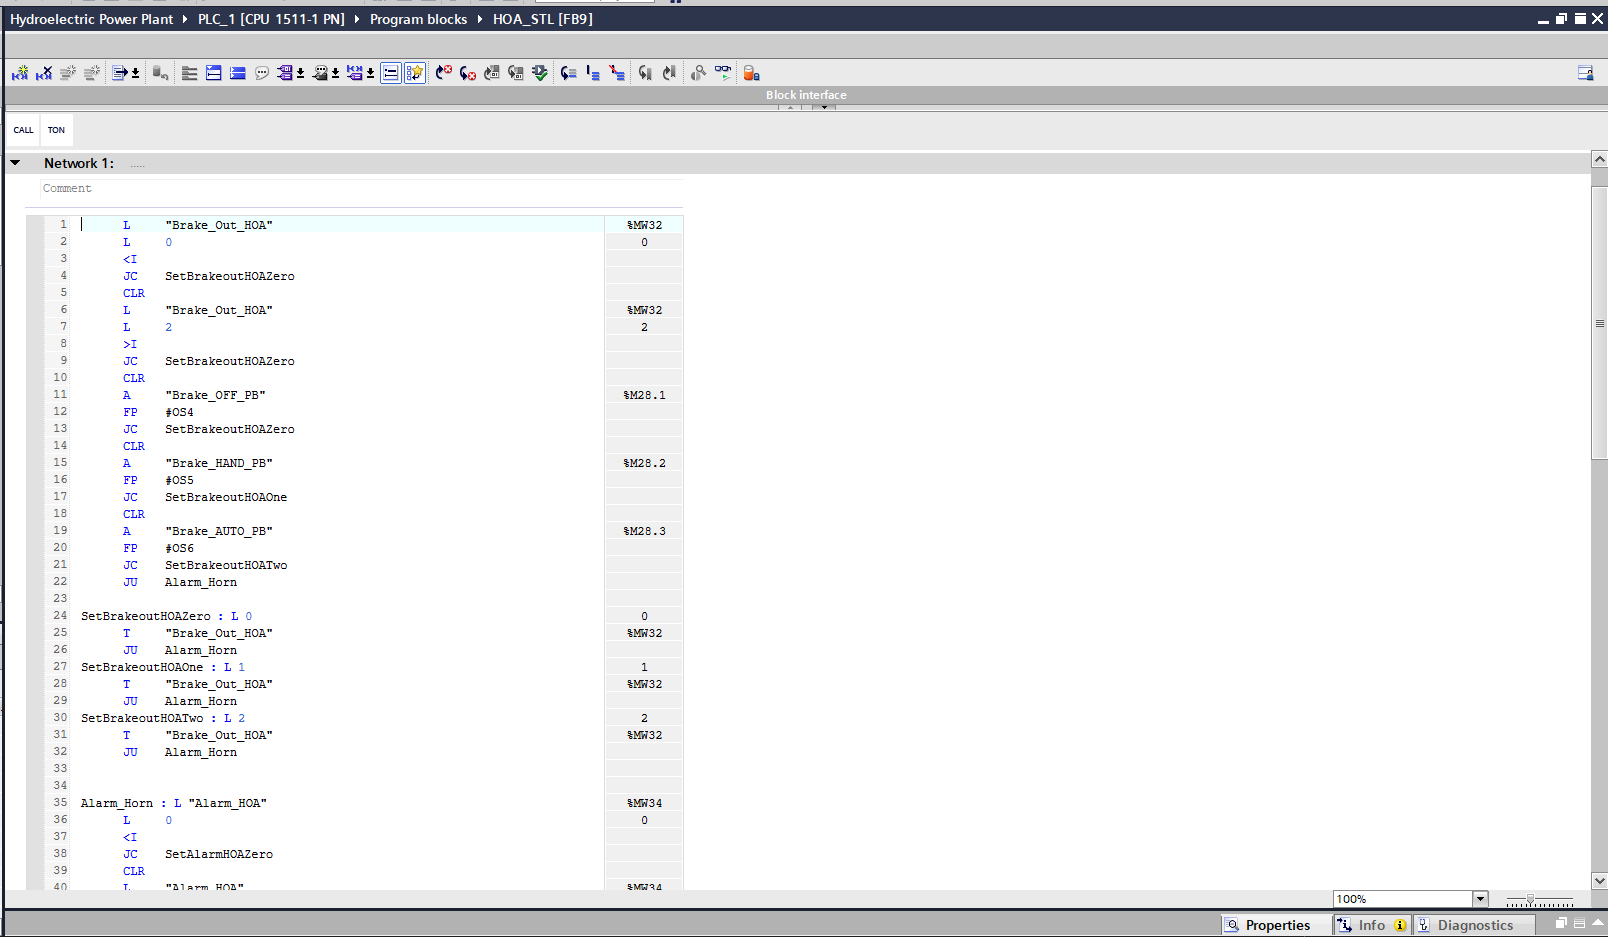 Hydroelectric Power Plant PLC_1 [CPU 1511-1 PN] Program blocks HOA_STL [FB9]
Block interface
CALL TON
Network 1: .....
Comment
1 L "Brake_Out_HOA" %MW32
2 L 0 0
3 <I
4 JC SetBrakeoutHOAZero
5 CLR
6 L "Brake_Out_HOA" %MW32
7 L 2 2
8 >I
9 JC SetBrakeoutHOAZero
10 CLR
11 A "Brake_OFF_PB" %M28.1
12 FP #OS4
13 JC SetBrakeoutHOAZero
14 CLR
15 A "Brake_HAND_PB" %M28.2
16 FP #OS5
17 JC SetBrakeoutHOAOne
18 CLR
19 A "Brake_AUTO_PB" %M28.3
20 FP #OS6
21 JC SetBrakeoutHOATwo
22 JU Alarm_Horn
23
24 SetBrakeoutHOAZero : L 0 0
25 T "Brake_Out_HOA" %MW32
26 JU Alarm_Horn
27 SetBrakeoutHOAOne : L 1 1
28 T "Brake_Out_HOA" %MW32
29 JU Alarm_Horn
30 SetBrakeoutHOATwo : L 2 2
31 T "Brake_Out_HOA" %MW32
32 JU Alarm_Horn
33
34
35 Alarm_Horn : L "Alarm_HOA" %MW34
36 L 0 0
37 <I
38 JC SetAlarmHOAZero
39 CLR
40 L "Alarm_HOA" %MW34
100%
Properties Info Diagnostics